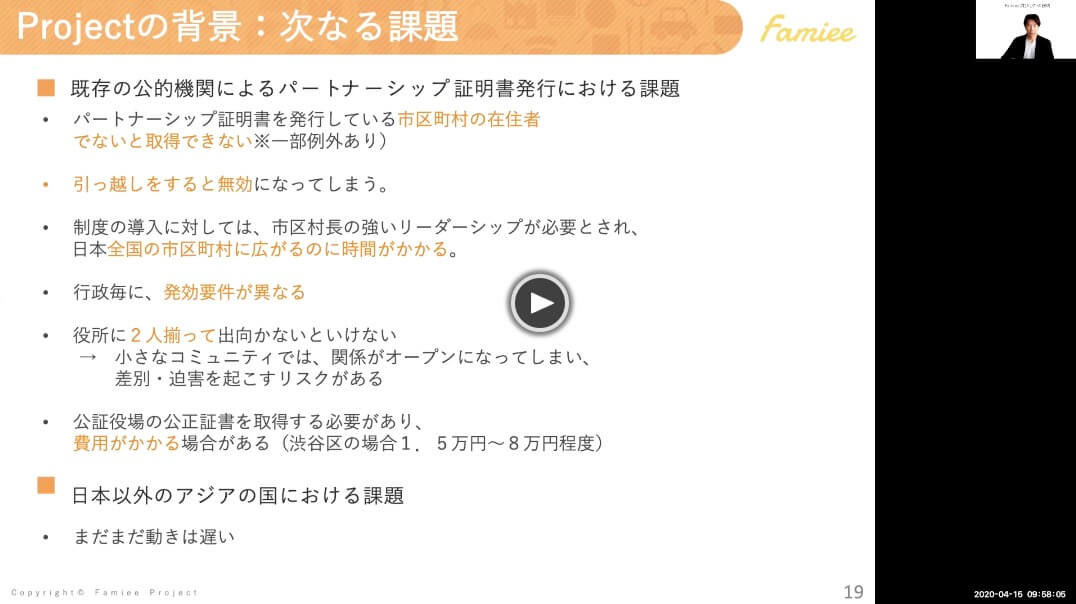 Projectの背景：次なる課題
Famiee
既存の公的機関によるパートナーシップ証明書発行における課題
• パートナーシップ証明書を発行している市区町村の在住者
でないと取得できない※一部例外あり）
• 引っ越しをすると無効になってしまう。
• 制度の導入に対しては、市区村長の強いリーダーシップが必要とされ、
日本全国の市区町村に広がるのに時間がかかる。
• 行政毎に、発効要件が異なる
• 役所に２人揃って出向かないといけない
→ 小さなコミュニティでは、関係がオープンになってしまい、
差別・迫害を起こすリスクがある
• 公証役場の公正証書を取得する必要があり、
費用がかかる場合がある（渋谷区の場合１．５万円〜８万円程度）
日本以外のアジアの国における課題
• まだまだ動きは遅い
Copyright© Famiee Project
19
2020-04-16 09:58:05